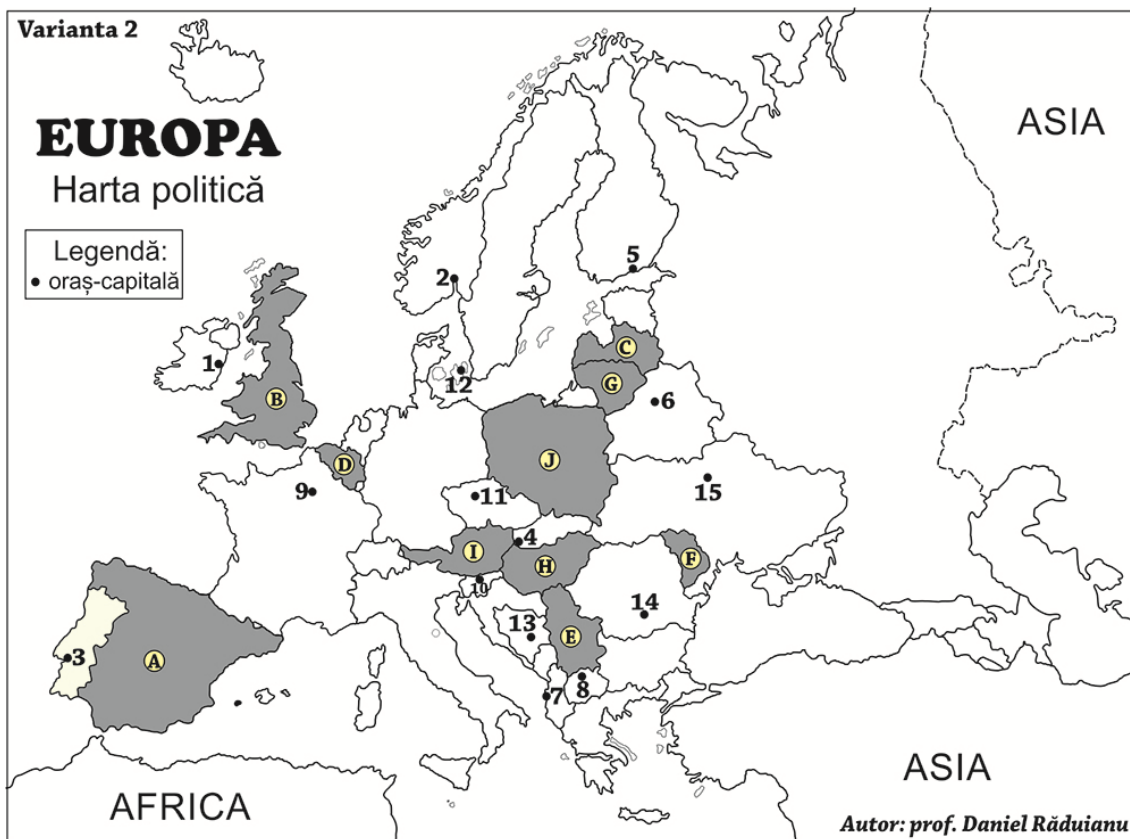 Varianta 2
EUROPA
Harta politică
Legendă:
• oraș-capitală
ASIA
5
2
1
C
B
G
12
6
D
J
9
11
15
4
I
H
F
10
14
13
E
3
A
8
7
ASIA
AFRICA
Autor: prof. Daniel Răduianu